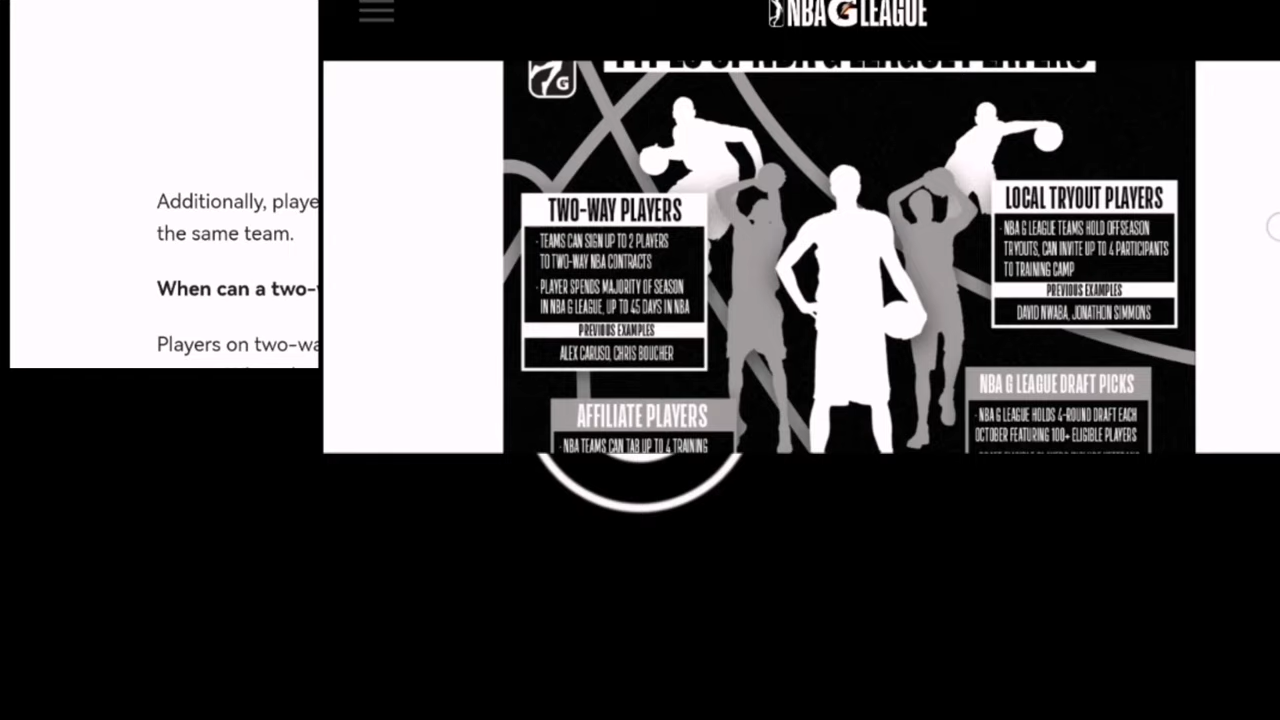 NBA G LEAGUE
TYPES OF NBA G LEAGUE PLAYERS
G
Additionally, playe
the same team.
When can a two-
Players on two-wa
TWO-WAY PLAYERS
· TEAMS CAN SIGN UP TO 2 PLAYERS
TO TWO-WAY NBA CONTRACTS
· PLAYER SPENDS MAJORITY OF SEASON
IN NBA G LEAGUE, UP TO 45 DAYS IN NBA
PREVIOUS EXAMPLES
ALEX CARUSO, CHRIS BOUCHER
AFFILIATE PLAYERS
· NBA TEAMS CAN TAB UP TO 4 TRAINING
LOCAL TRYOUT PLAYERS
· NBA G LEAGUE TEAMS HOLD OFFSEASON
TRYOUTS, CAN INVITE UP TO 4 PARTICIPANTS
TO TRAINING CAMP
PREVIOUS EXAMPLES
DAVID NWABA, JONATHON SIMMONS
NBA G LEAGUE DRAFT PICKS
· NBA G LEAGUE HOLDS 4-ROUND DRAFT EACH
OCTOBER FEATURING 100+ ELIGIBLE PLAYERS